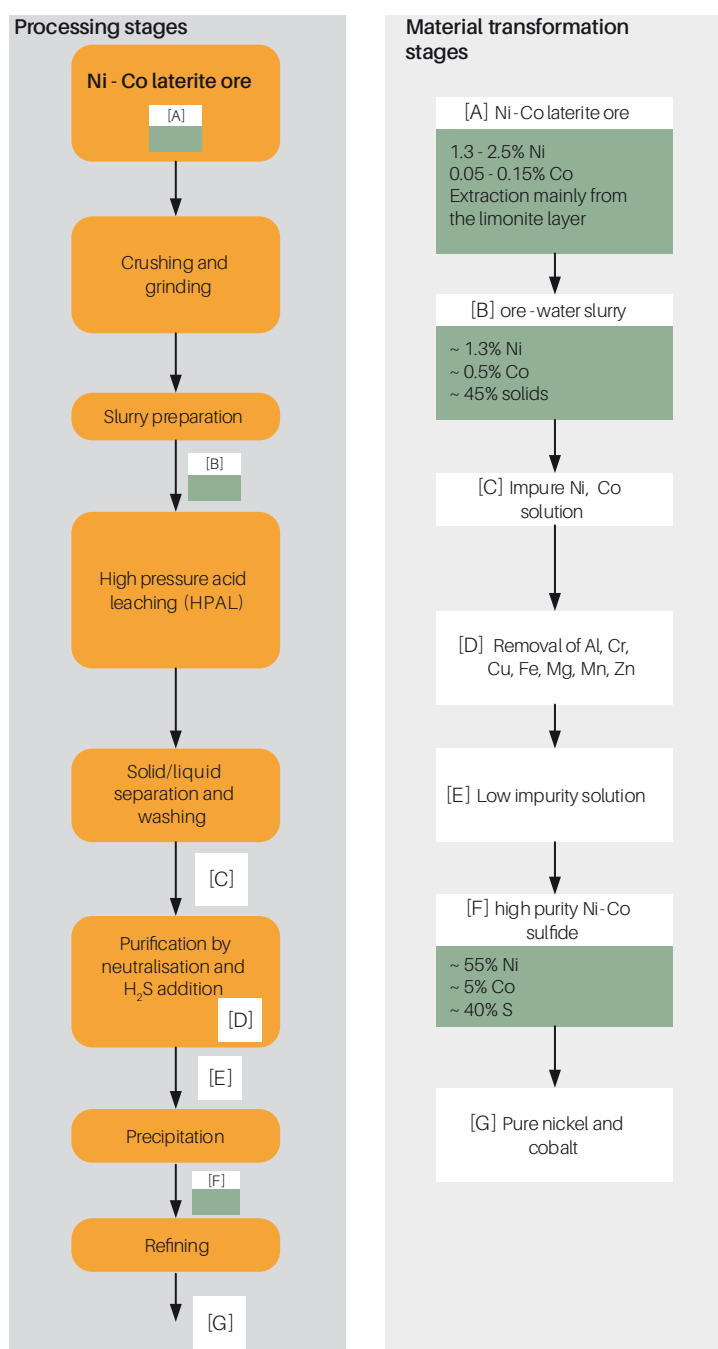 Processing stages
Ni - Co laterite ore
[A]
Crushing and
grinding
Slurry preparation
[B]
High pressure acid
leaching (HPAL)
Solid/liquid
separation and
washing
[C]
Purification by
neutralisation and
H₂S addition
[D]
[E]
Precipitation
[F]
Refining
[G]
Material transformation
stages
[A] Ni-Co laterite ore
1.3 - 2.5% Ni
0.05 - 0.15% Co
Extraction mainly from
the limonite layer
[B] ore-water slurry
~ 1.3% Ni
~ 0.5% Co
~ 45% solids
[C] Impure Ni, Co
solution
[D] Removal of Al, Cr,
Cu, Fe, Mg, Mn, Zn
[E] Low impurity solution
[F] high purity Ni-Co
sulfide
~ 55% Ni
~ 5% Co
~ 40% S
[G] Pure nickel and
cobalt